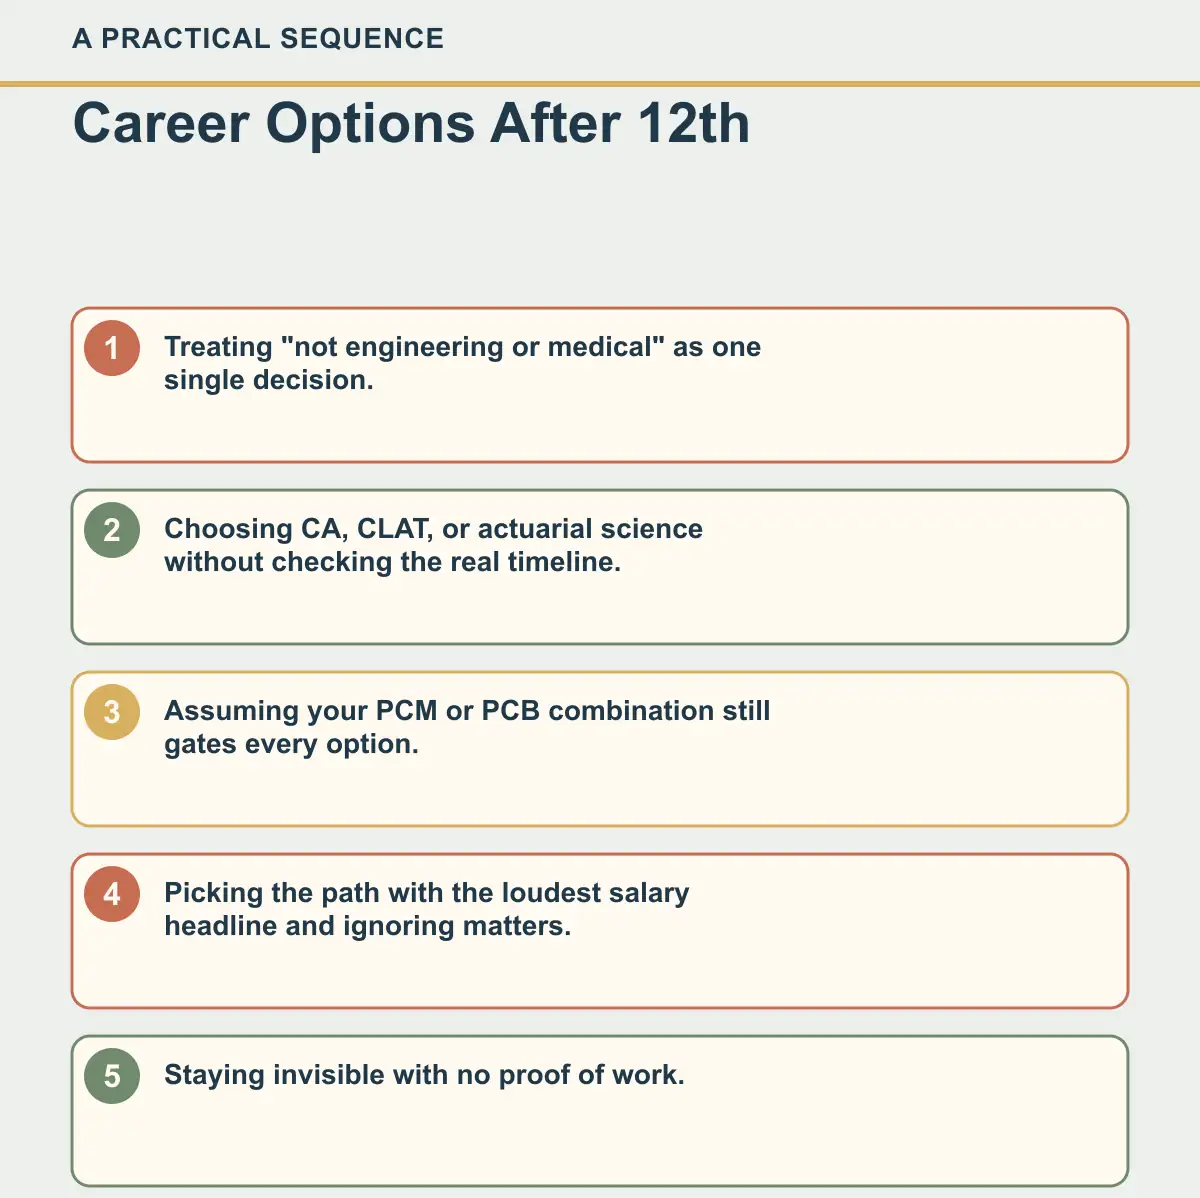 A PRACTICAL SEQUENCE
Career Options After 12th
1
Treating "not engineering or medical" as one
single decision.
2
Choosing CA, CLAT, or actuarial science
without checking the real timeline.
3
Assuming your PCM or PCB combination still
gates every option.
4
Picking the path with the loudest salary
headline and ignoring matters.
5
Staying invisible with no proof of work.